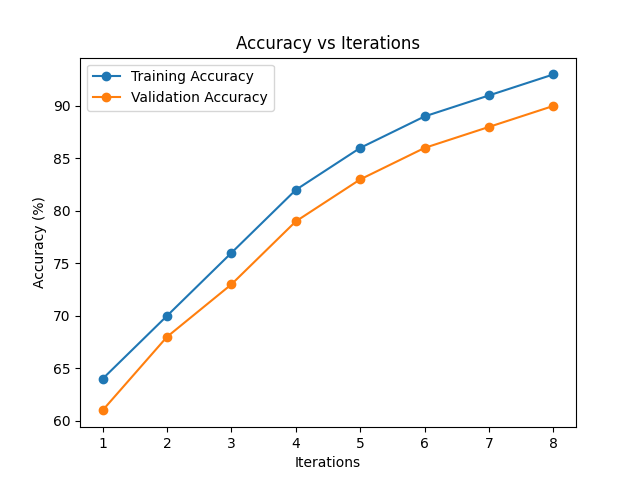 Accuracy vs Iterations
Training Accuracy
Validation Accuracy
90
85
80
75
70
65
60
Accuracy (%)
1 2 3 4 5 6 7 8
Iterations